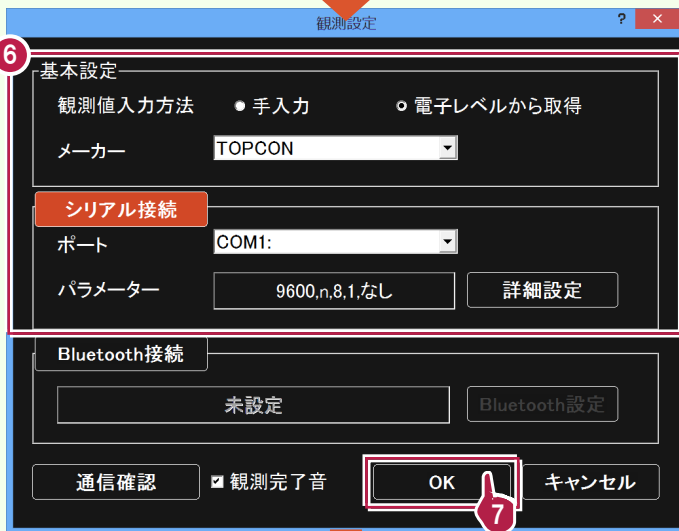 観測設定
? ×
6
基本設定
観測値入力方法 手入力 電子レベルから取得
メーカー TOPCON
シリアル接続
ポート COM1:
パラメーター 9600,n,8,1,なし 詳細設定
Bluetooth接続
未設定 Bluetooth設定
通信確認 観測完了音 OK キャンセル
7